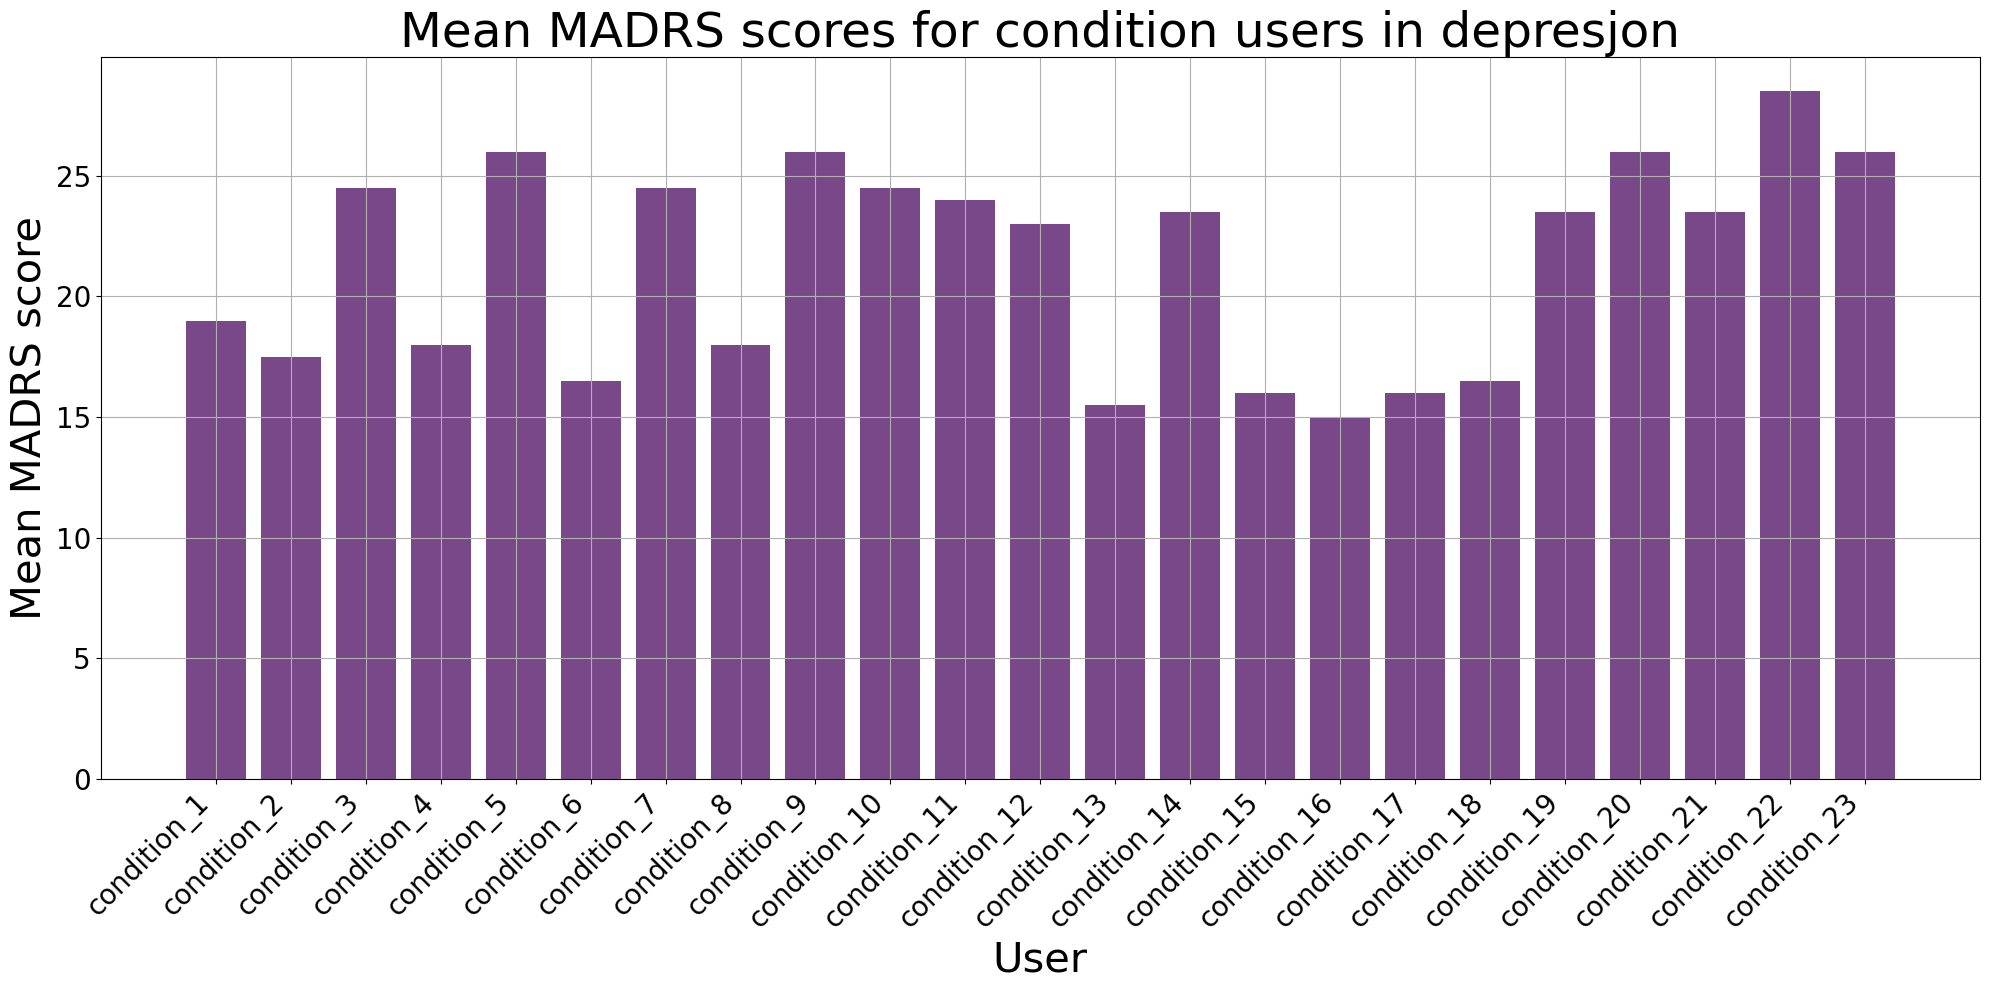 Mean MADRS scores for condition users in depresjon
Mean MADRS score
25
20
15
10
5
0
condition_1
condition_2
condition_3
condition_4
condition_5
condition_6
condition_7
condition_8
condition_9
condition_10
condition_11
condition_12
condition_13
condition_14
condition_15
condition_16
condition_17
condition_18
condition_19
condition_20
condition_21
condition_22
condition_23
User